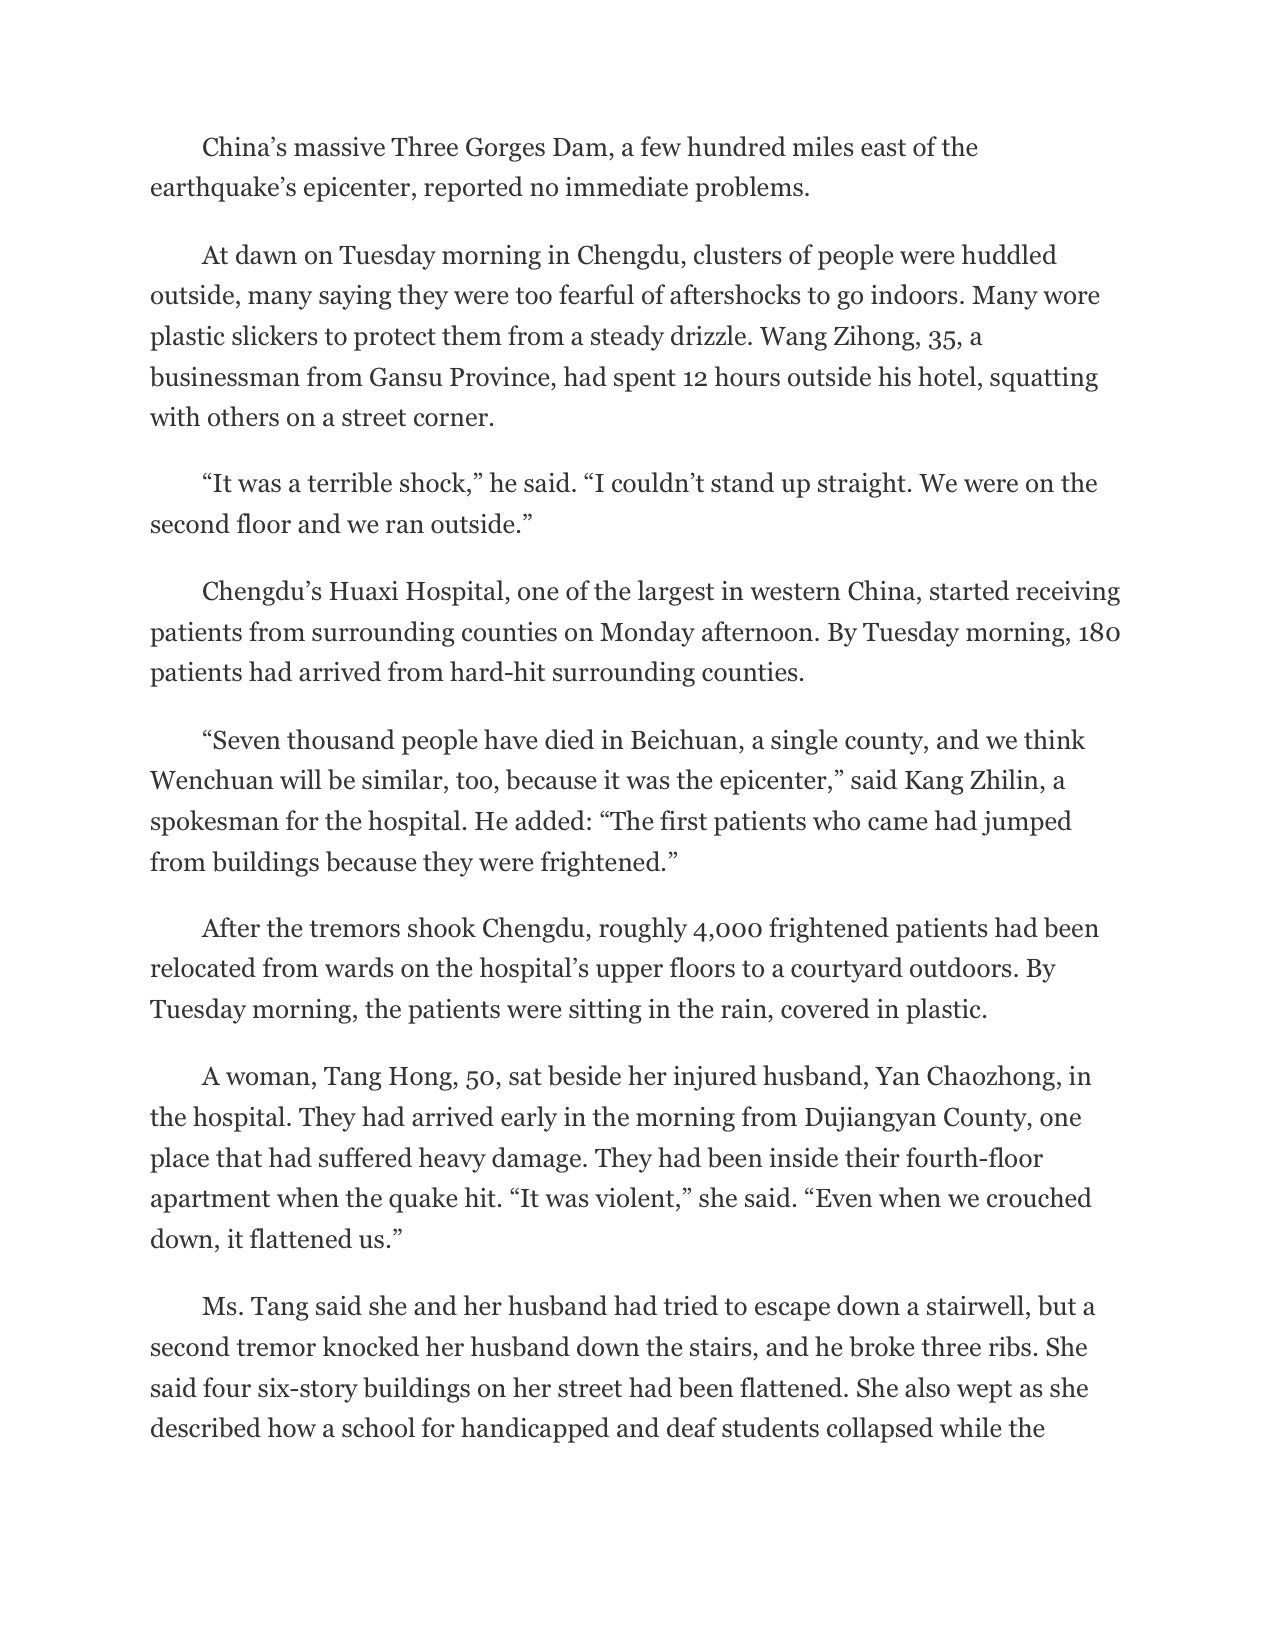 China’s massive Three Gorges Dam, a few hundred miles east of the
earthquake’s epicenter, reported no immediate problems.
At dawn on Tuesday morning in Chengdu, clusters of people were huddled
outside, many saying they were too fearful of aftershocks to go indoors. Many wore
plastic slickers to protect them from a steady drizzle. Wang Zihong, 35, a
businessman from Gansu Province, had spent 12 hours outside his hotel, squatting
with others on a street corner.
“It was a terrible shock,” he said. “I couldn’t stand up straight. We were on the
second floor and we ran outside.”
Chengdu’s Huaxi Hospital, one of the largest in western China, started receiving
patients from surrounding counties on Monday afternoon. By Tuesday morning, 180
patients had arrived from hard-hit surrounding counties.
“Seven thousand people have died in Beichuan, a single county, and we think
Wenchuan will be similar, too, because it was the epicenter,” said Kang Zhilin, a
spokesman for the hospital. He added: “The first patients who came had jumped
from buildings because they were frightened.”
After the tremors shook Chengdu, roughly 4,000 frightened patients had been
relocated from wards on the hospital’s upper floors to a courtyard outdoors. By
Tuesday morning, the patients were sitting in the rain, covered in plastic.
A woman, Tang Hong, 50, sat beside her injured husband, Yan Chaozhong, in
the hospital. They had arrived early in the morning from Dujiangyan County, one
place that had suffered heavy damage. They had been inside their fourth-floor
apartment when the quake hit. “It was violent,” she said. “Even when we crouched
down, it flattened us.”
Ms. Tang said she and her husband had tried to escape down a stairwell, but a
second tremor knocked her husband down the stairs, and he broke three ribs. She
said four six-story buildings on her street had been flattened. She also wept as she
described how a school for handicapped and deaf students collapsed while the